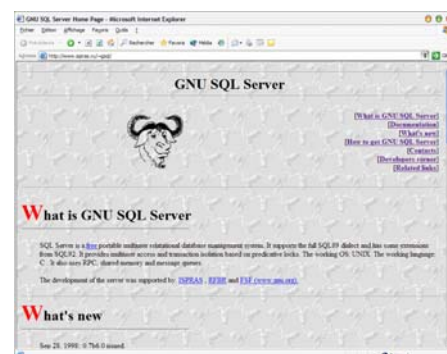 GNU SQL Server Home Page - Microsoft Internet Explorer
Fichier Edition Affichage Favoris Outils ?
Rechercher Favoris Média
http://www.ispras.ru/~gsql/
GNU SQL Server
[What is GNU SQL Server]
[Documentation]
[What's new]
[How to get GNU SQL Server]
[Contacts]
[Developers corner]
[Related links]
What is GNU SQL Server
SQL Server is a free portable multiuser relational database management system. It supports the full SQL89 dialect and has some extensions
from SQL92. It provides multiuser access and transaction isolation based on predicative locks. The working OS: UNIX. The working language:
C. It also uses RPC, shared memory and message queues.
The development of the server was supported by: ISPRAS, RFBR and FSF (www.gnu.org).
What's new
Sep 28, 1998: 0.7b6.0 issued.